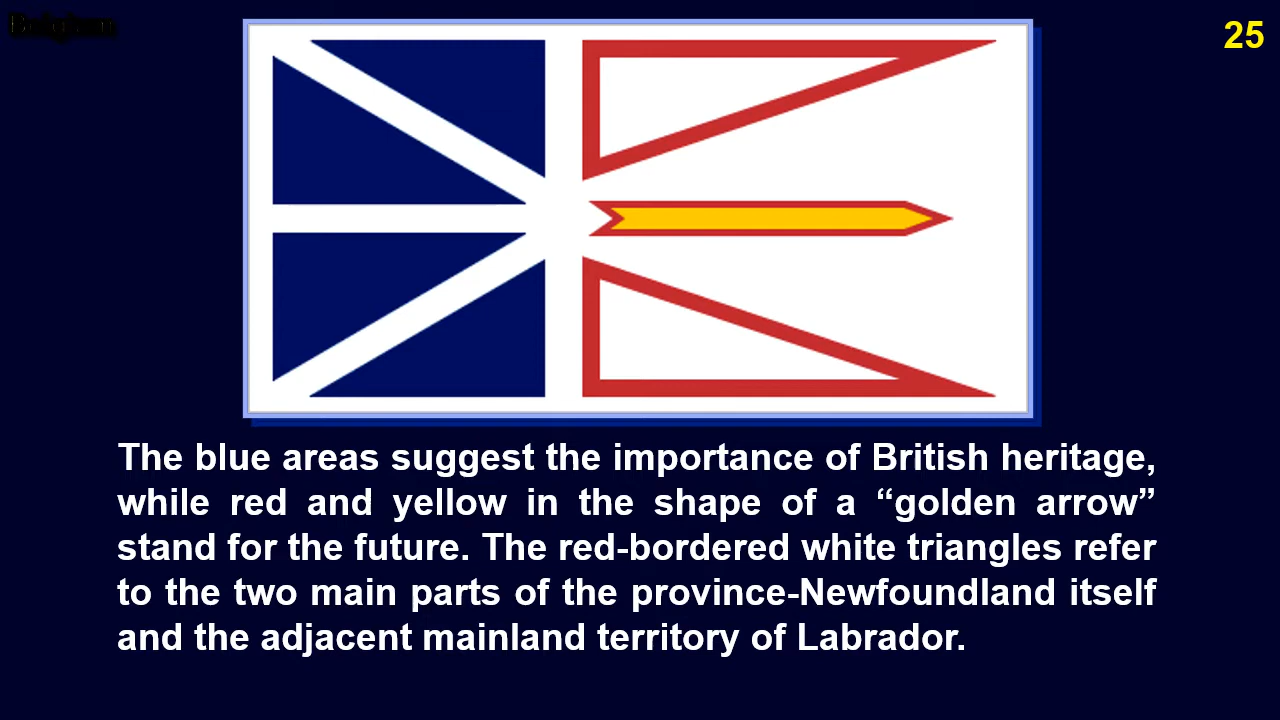 Belgium
25
The blue areas suggest the importance of British heritage,
while red and yellow in the shape of a “golden arrow”
stand for the future. The red-bordered white triangles refer
to the two main parts of the province-Newfoundland itself
and the adjacent mainland territory of Labrador.